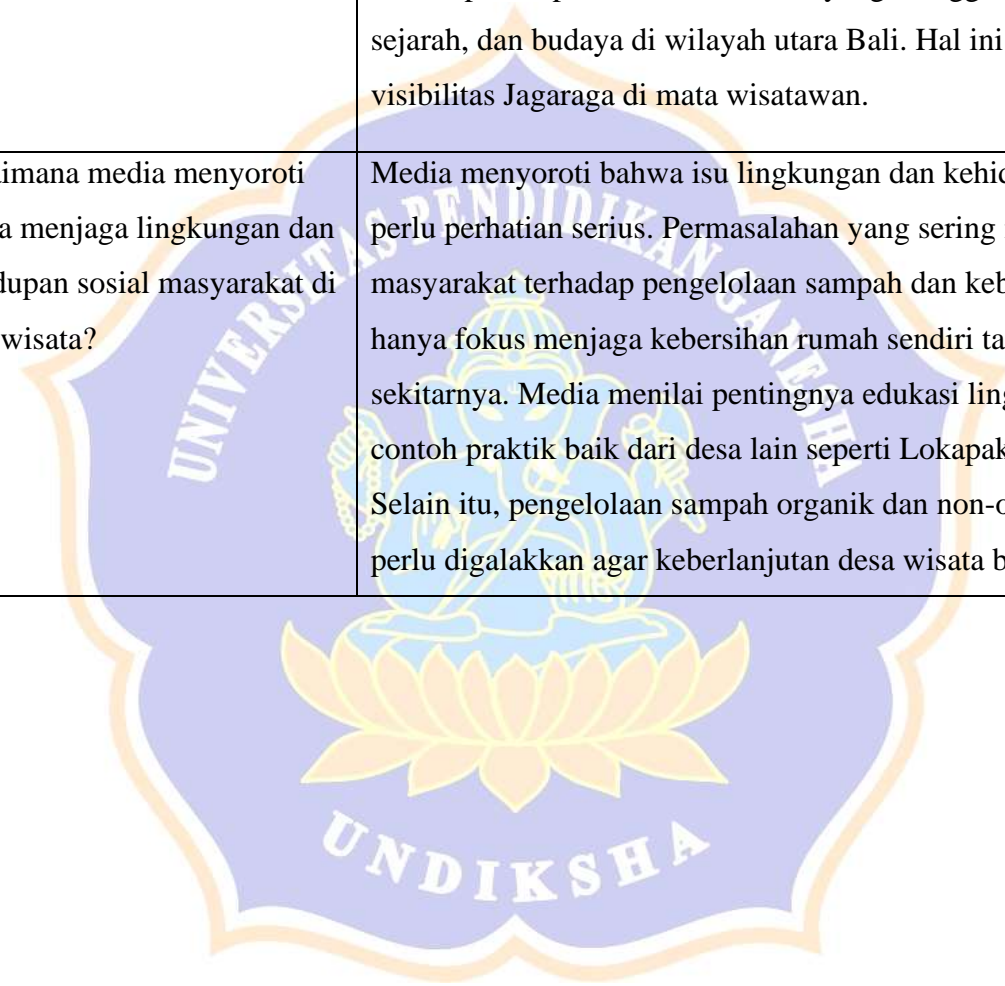 sejarah, dan budaya di wilayah utara Bali. Hal ini
visibilitas Jagaraga di mata wisatawan.
imana media menyoroti
a menjaga lingkungan dan
dupan sosial masyarakat di
wisata?
Media menyoroti bahwa isu lingkungan dan kehid
perlu perhatian serius. Permasalahan yang sering
masyarakat terhadap pengelolaan sampah dan keb
hanya fokus menjaga kebersihan rumah sendiri ta
sekitarnya. Media menilai pentingnya edukasi ling
contoh praktik baik dari desa lain seperti Lokapak
Selain itu, pengelolaan sampah organik dan non-o
perlu digalakkan agar keberlanjutan desa wisata b
UNIVERSITAS PENDIDIKAN GANESHA
UNDIKSHA